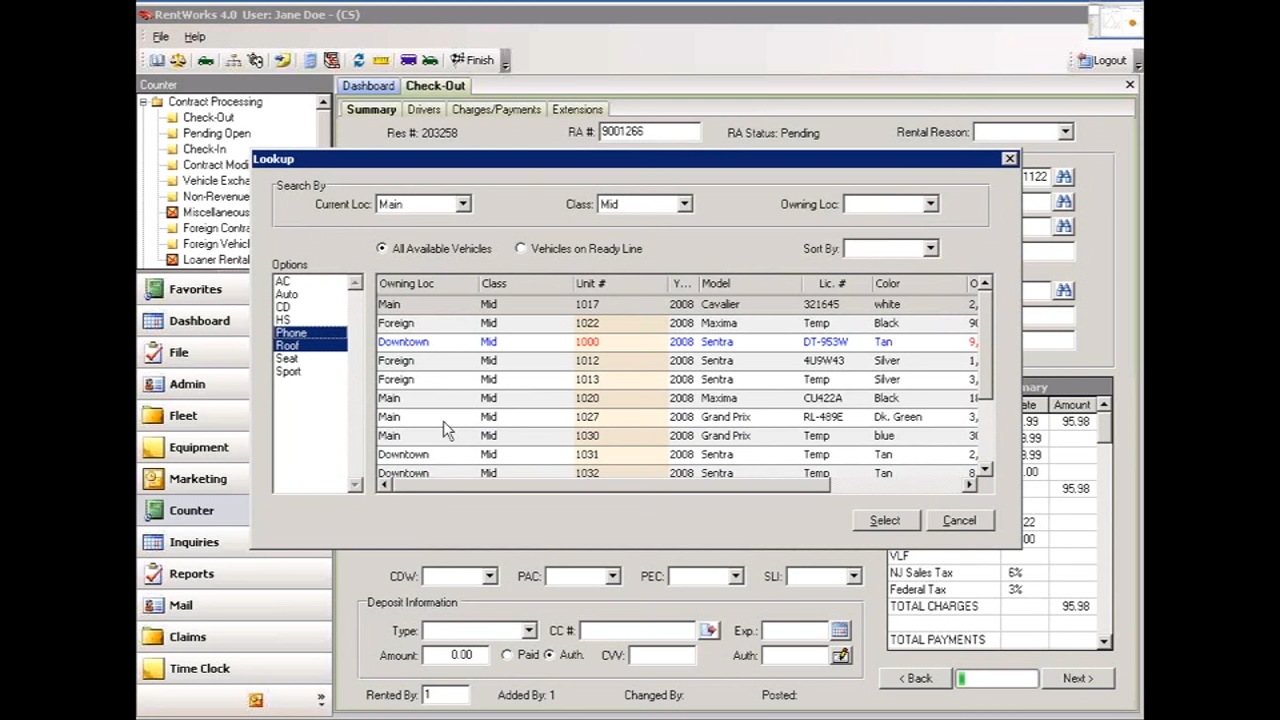 RentWorks 4.0 User: Jane Doe - (CS)
File Help
Finish Logout
Counter
Dashboard Check-Out
Contract Processing
Check-Out
Pending Open
Check-In
Contract Modi
Vehicle Excha
Non-Revenue
Miscellaneous
Foreign Contra
Foreign Vehicl
Loaner Rental
Summary Drivers Charges/Payments Extensions
Res #: 203258 RA #: 9001266 RA Status: Pending Rental Reason:
1122
Lookup
Search By
Current Loc: Main Class: Mid Owning Loc:
All Available Vehicles Vehicles on Ready Line Sort By:
Options
AC
Auto
CD
HS
Phone
Roof
Seat
Sport
Owning Loc Class Unit # Y... Model Lic. # Color O
Main Mid 1017 2008 Cavalier 321645 white 2,
Foreign Mid 1022 2008 Maxima Temp Black 90
Downtown Mid 1000 2008 Sentra DT-953W Tan 9,
Foreign Mid 1012 2008 Sentra 4U9W43 Silver 1,
Foreign Mid 1013 2008 Sentra Temp Silver 3,
Main Mid 1020 2008 Maxima CU422A Black 18
Main Mid 1027 2008 Grand Prix RL-489E Dk. Green 3,
Main Mid 1030 2008 Grand Prix Temp blue 30
Downtown Mid 1031 2008 Sentra Temp Tan 2,
Downtown Mid 1032 2008 Sentra Temp Tan 8
Select Cancel
Favorites
Dashboard
File
Admin
Fleet
Equipment
Marketing
Counter
Inquiries
Reports
Mail
Claims
Time Clock
mmary
ate Amount
.99 95.98
9.99
.00
95.98
22
00
VLF
NJ Sales Tax 6%
Federal Tax 3%
TOTAL CHARGES 95.98
TOTAL PAYMENTS
CDW: PAC: PEC: SLI:
Deposit Information
Type: CC #: Exp.:
Amount: 0.00 Paid Auth. CVV: Auth:
< Back Next >
Rented By: 1 Added By: 1 Changed By: Posted: